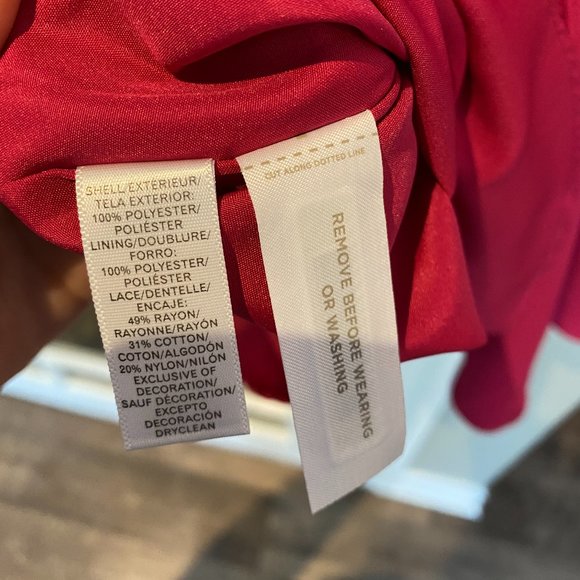 SHELL/EXTERIEUR/
TELA EXTERIOR:
100% POLYESTER/
POLIÉSTER
LINING/DOUBLURE/
FORRO:
100% POLYESTER/
POLIÉSTER
LACE/DENTELLE/
ENCAJE:
49% RAYON/
RAYONNE/RAYÓN
31% COTTON/
COTON/ALGODÓN
20% NYLON/NILÓN
EXCLUSIVE OF
DECORATION/
SAUF DÉCORATION/
EXCEPTO
DECORACIÓN
DRYCLEAN
CUT ALONG DOTTED LINE
REMOVE BEFORE WEARING
OR WASHING